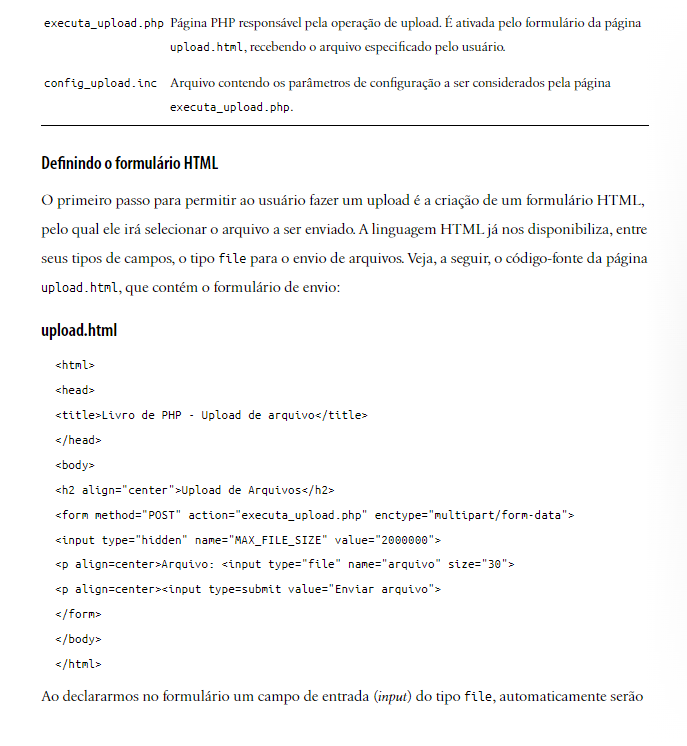 executa_upload.php Página PHP responsável pela operação de upload. É ativada pelo formulário da página
upload.html, recebendo o arquivo especificado pelo usuário.
config_upload.inc Arquivo contendo os parâmetros de configuração a ser considerados pela página
executa_upload.php.
Definindo o formulário HTML
O primeiro passo para permitir ao usuário fazer um upload é a criação de um formulário HTML,
pelo qual ele irá selecionar o arquivo a ser enviado. A linguagem HTML já nos disponibiliza, entre
seus tipos de campos, o tipo file para o envio de arquivos. Veja, a seguir, o código-fonte da página
upload.html, que contém o formulário de envio:
upload.html
<html>
<head>
<title>Livro de PHP - Upload de arquivo</title>
</head>
<body>
<h2 align="center">Upload de Arquivos</h2>
<form method="POST" action="executa_upload.php" enctype="multipart/form-data">
<input type="hidden" name="MAX_FILE_SIZE" value="2000000">
<p align=center>Arquivo: <input type="file" name="arquivo" size="30">
<p align=center><input type=submit value="Enviar arquivo">
</form>
</body>
</html>
Ao declararmos no formulário um campo de entrada (input) do tipo file, automaticamente serão